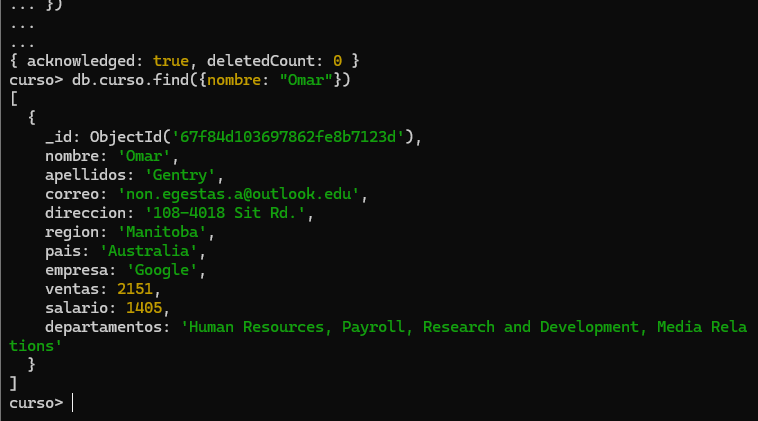 ... })
...
...
{ acknowledged: true, deletedCount: 0 }
curso> db.curso.find({nombre: "Omar"})
[
  {
    _id: ObjectId('67f84d103697862fe8b7123d'),
    nombre: 'Omar',
    apellidos: 'Gentry',
    correo: 'non.egestas.a@outlook.edu',
    direccion: '108-4018 Sit Rd.',
    region: 'Manitoba',
    pais: 'Australia',
    empresa: 'Google',
    ventas: 2151,
    salario: 1405,
    departamentos: 'Human Resources, Payroll, Research and Development, Media Rela
tions'
  }
]
curso>